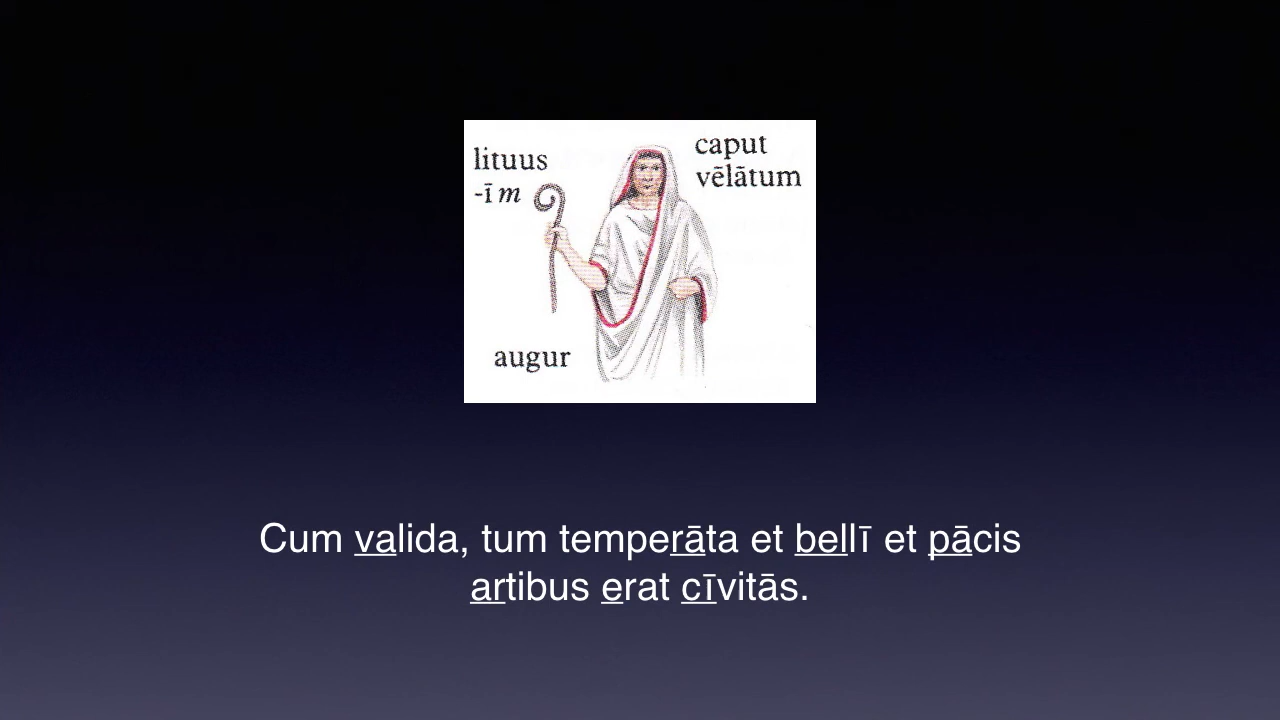 lituus
-ī m
caput
vēlātum
augur
Cum valida, tum temperāta et bellī et pācis
artibus erat cīvitās.